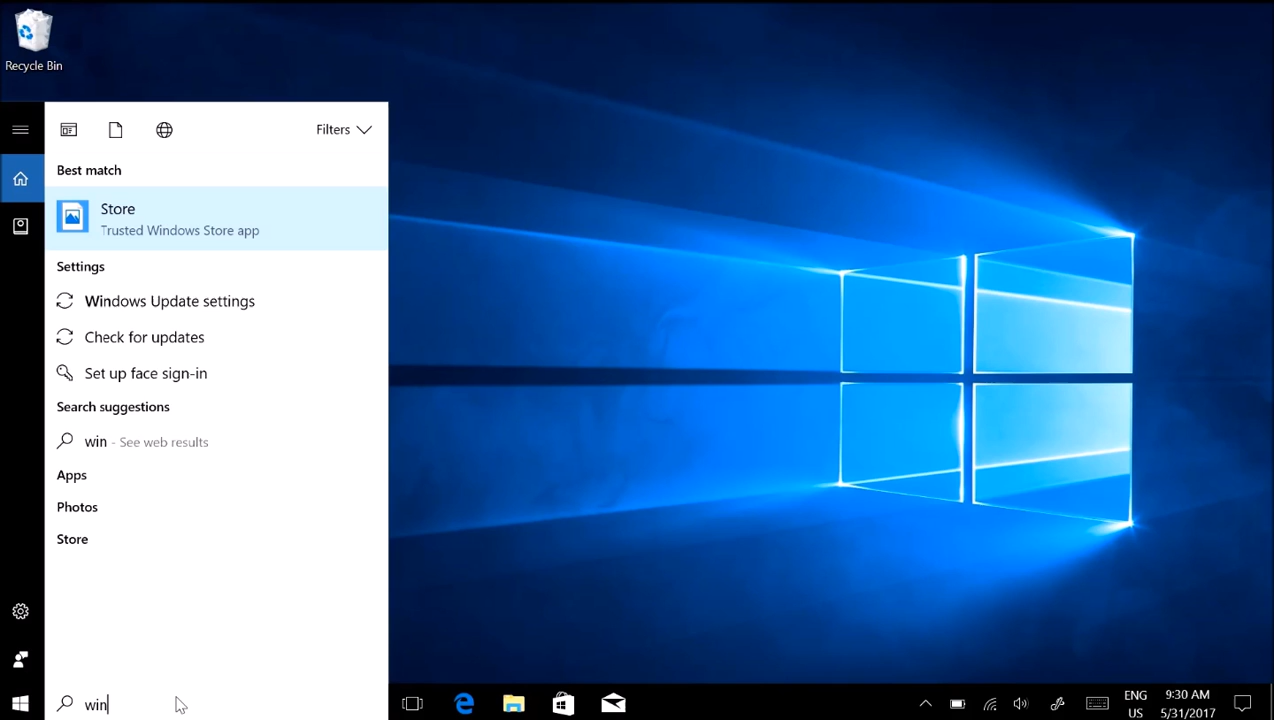 Recycle Bin
Filters
Best match
Store
Trusted Windows Store app
Settings
Windows Update settings
Check for updates
Set up face sign-in
Search suggestions
win - See web results
Apps
Photos
Store
win
ENG
US
9:30 AM
5/31/2017